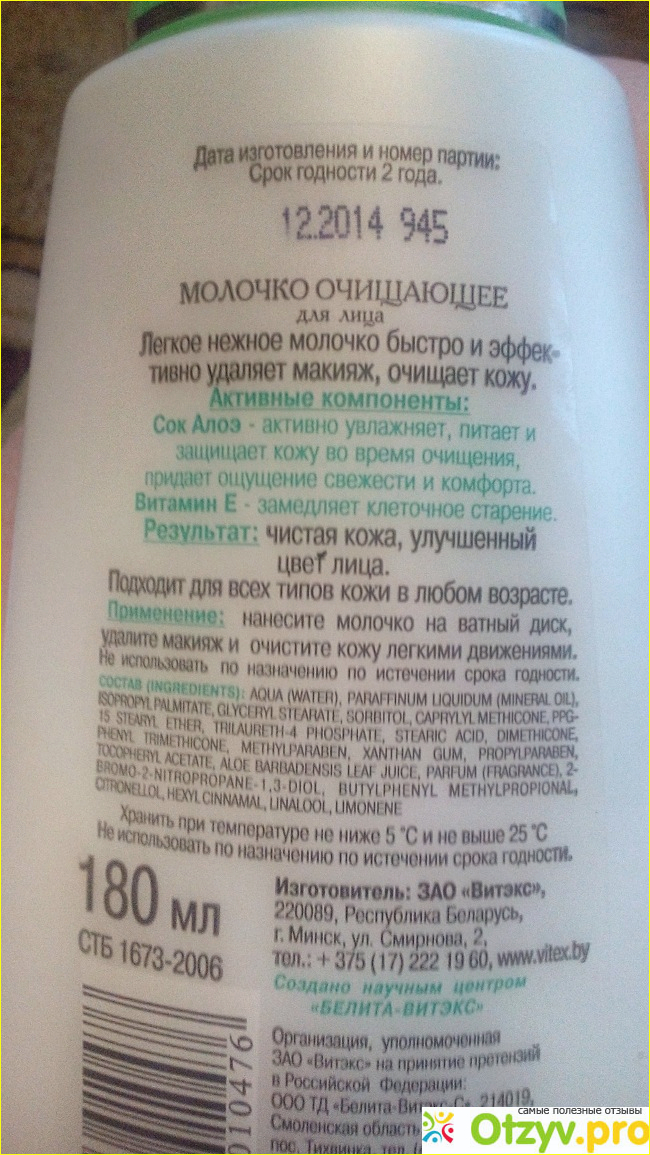 Дата изготовления и номер партии:
Срок годности 2 года.
12.2014 945
МОЛОЧКО ОЧИЩАЮЩЕЕ
для лица
Легкое нежное молочко быстро и эффек-
тивно удаляет макияж, очищает кожу.
Активные компоненты:
Сок Алоэ - активно увлажняет, питает и
защищает кожу во время очищения,
придает ощущение свежести и комфорта.
Витамин Е - замедляет клеточное старение.
Результат: чистая кожа, улучшенный
цвет лица.
Подходит для всех типов кожи в любом возрасте.
Применение: нанесите молочко на ватный диск,
удалите макияж и очистите кожу легкими движениями.
Не использовать по назначению по истечении срока годности.
СОСТАВ (INGREDIENTS): AQUA (WATER), PARAFFINUM LIQUIDUM (MINERAL OIL),
ISOPROPYL PALMITATE, GLYCERYL STEARATE, SORBITOL, CAPRYLYL METHICONE, PPG-
15 STEARYL ETHER, TRILAURETH-4 PHOSPHATE, STEARIC ACID, DIMETHICONE,
PHENYL TRIMETHICONE, METHYLPARABEN, XANTHAN GUM, PROPYLPARABEN,
TOCOPHERYL ACETATE, ALOE BARBADENSIS LEAF JUICE, PARFUM (FRAGRANCE), 2-
BROMO-2-NITROPROPANE-1,3-DIOL, BUTYLPHENYL METHYLPROPIONAL,
CITRONELLOL, HEXYL CINNAMAL, LINALOOL, LIMONENE
Хранить при температуре не ниже 5 °С и не выше 25 °С
Не использовать по назначению по истечении срока годности.
180 мл
СТБ 1673-2006
Изготовитель: ЗАО «Витэкс»,
220089, Республика Беларусь,
г. Минск, ул. Смирнова, 2,
тел.: + 375 (17) 222 19 60, www.vitex.by
Создано научным центром
«БЕЛИТА-ВИТЭКС»
Организация, уполномоченная
ЗАО «Витэкс» на принятие претензий
в Российской Федерации:
ООО ТД «Белита-Витэкс-С», 214019,
Смоленская область
пос. Тихвинка, тел.
010476
самые полезные отзывы
Otzyv.pro